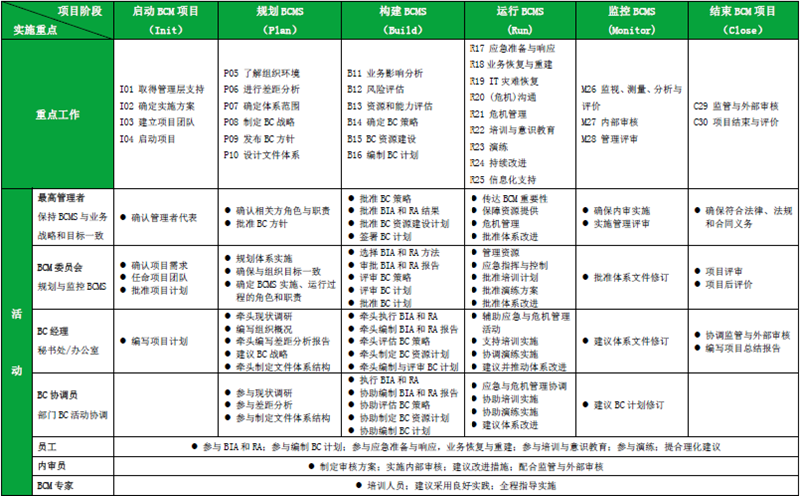 项目阶段
实施重点
启动 BCM 项目
（Init）
规划 BCMS
（Plan）
构建 BCMS
（Build）
运行 BCMS
（Run）
监控 BCMS
（Monitor）
结束 BCM 项目
（Close）
重点工作
I01 取得管理层支持
I02 确定实施方案
I03 建立项目团队
I04 启动项目
P05 了解组织环境
P06 进行差距分析
P07 确定体系范围
P08 制定 BC 战略
P09 发布 BC 方针
P10 设计文件体系
B11 业务影响分析
B12 风险评估
B13 资源和能力评估
B14 确定 BC 策略
B15 BC 资源建设
B16 编制 BC 计划
R17 应急准备与响应
R18 业务恢复与重建
R19 IT 灾难恢复
R20 (危机)沟通
R21 危机管理
R22 培训与意识教育
R23 演练
R24 持续改进
R25 信息化支持
M26 监视、测量、分析与
评价
M27 内部审核
M28 管理评审
C29 监管与外部审核
C30 项目结束与评价
活
动
最高管理者
保持 BCMS 与业务
战略和目标一致
● 确认管理者代表
● 确认相关方角色与职责
● 批准 BC 方针
● 批准 BC 策略
● 批准 BIA 和 RA 结果
● 批准 BC 资源建设计划
● 签署 BC 计划
● 传达 BCM 重要性
● 保障资源提供
● 危机管理
● 批准体系改进
● 确保内审实施
● 实施管理评审
● 确保符合法律、法规
和合同义务
BCM 委员会
规划与监控 BCMS
● 确认项目需求
● 任命项目团队
● 批准项目计划
● 规划体系实施
● 确保与组织目标一致
● 确定 BCMS 实施、运行过
程的角色和职责
● 选择 BIA 和 RA 方法
● 审批 BIA 和 RA 报告
● 评审 BC 策略
● 评审 BC 计划
● 批准 BC 计划
● 管理资源
● 应急指挥与控制
● 批准培训计划
● 批准演练方案
● 批准体系改进
● 批准体系文件修订
● 项目评审
● 项目后评价
BC 经理
秘书处/办公室
● 编写项目计划
● 牵头现状调研
● 编写组织概况
● 牵头编写差距分析报告
● 建议 BC 战略
● 牵头制定文件体系结构
● 牵头执行 BIA 和 RA
● 牵头编制 BIA 和 RA 报告
● 牵头评估 BC 策略
● 牵头制定 BC 资源计划
● 牵头编制与评审 BC 计划
● 辅助应急与危机管理
活动
● 支持培训实施
● 协调演练实施
● 建议并推动体系改进
● 建议体系文件修订
● 协调监管与外部审核
● 编写项目总结报告
BC 协调员
部门 BC 活动协调
● 参与现状调研
● 参与差距分析
● 参与制定文件体系结构
● 执行 BIA 和 RA
● 协助编制 BIA 和 RA 报告
● 协助评估 BC 策略
● 协助制定 BC 资源计划
● 协助编制 BC 计划
● 应急与危机管理协调
● 协助培训实施
● 协助演练实施
● 建议体系改进
● 建议 BC 计划修订
员工
● 参与 BIA 和 RA；参与编制 BC 计划；参与应急准备与响应，业务恢复与重建；参与培训与意识教育；参与演练；提合理化建议
内审员
● 制定审核方案；实施内部审核；建议改进措施；配合监管与外部审核
BCM 专家
● 培训人员；建议采用良好实践；全程指导实施